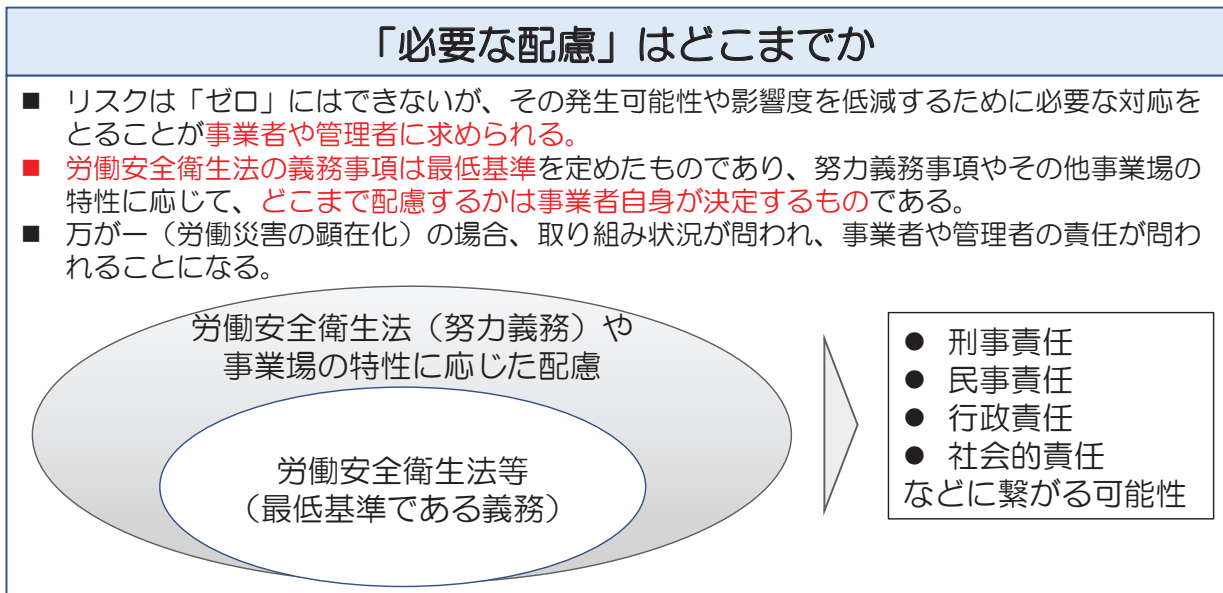 「必要な配慮」はどこまでか
■ リスクは「ゼロ」にはできないが、その発生可能性や影響度を低減するために必要な対応を
とることが事業者や管理者に求められる。
■ 労働安全衛生法の義務事項は最低基準を定めたものであり、努力義務事項やその他事業場の
特性に応じて、どこまで配慮するかは事業者自身が決定するものである。
■ 万が一（労働災害の顕在化）の場合、取り組み状況が問われ、事業者や管理者の責任が問わ
れることになる。
労働安全衛生法（努力義務）や
事業場の特性に応じた配慮
労働安全衛生法等
（最低基準である義務）
● 刑事責任
● 民事責任
● 行政責任
● 社会的責任
などに繋がる可能性